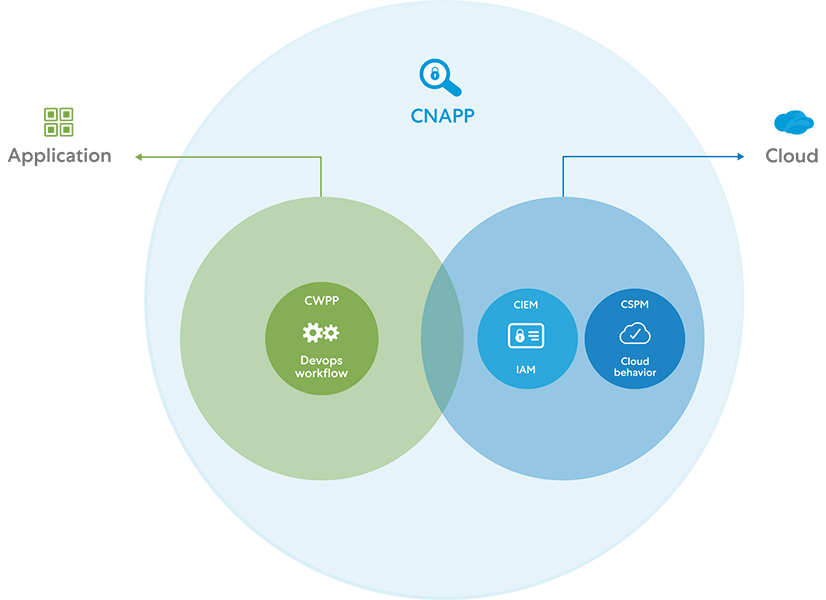 CNAPP
Application
Cloud
CWPP
Devops
workflow
CIEM
IAM
CSPM
Cloud
behavior